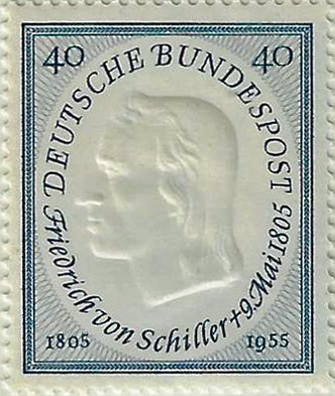 40 40
DEUTSCHE BUNDESPOST
Friedrich von Schiller + 9. Mai 1805
1805 1955